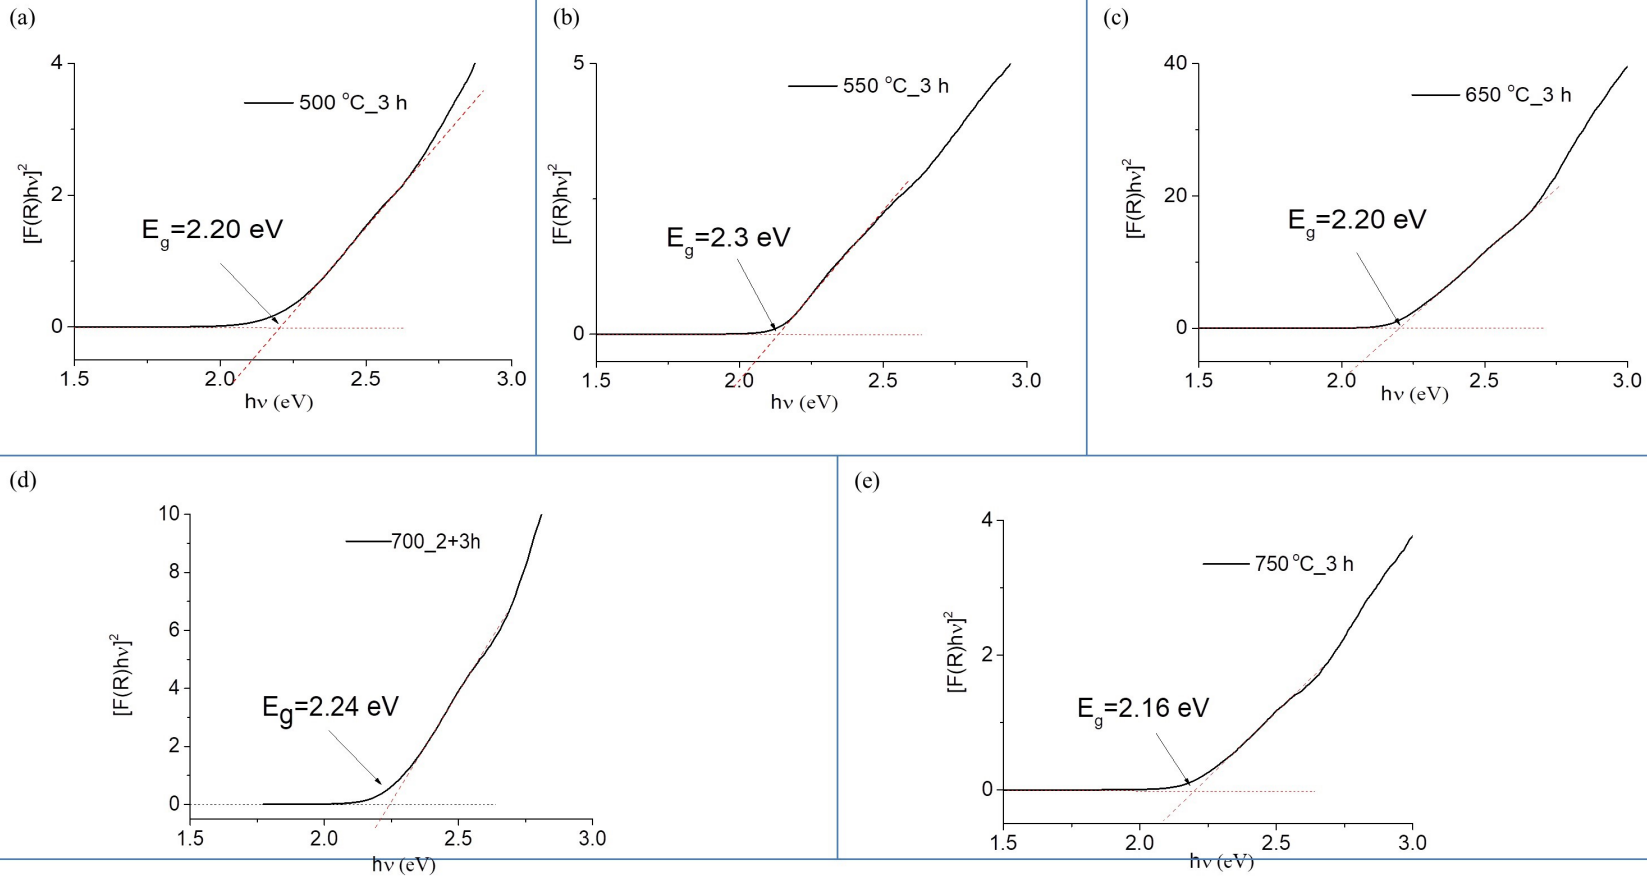 (a)
4
2
0
[F(R)hν]²
500 °C_3 h
E_g=2.20 eV
1.5 2.0 2.5 3.0
hν (eV)
(b)
5
0
[F(R)hν]²
550 °C_3 h
E_g=2.3 eV
1.5 2.0 2.5 3.0
hν (eV)
(c)
40
20
0
[F(R)hν]²
650 °C_3 h
E_g=2.20 eV
1.5 2.0 2.5 3.0
hν (eV)
(d)
10
8
6
4
2
0
[F(R)hν]²
700_2+3h
Eg=2.24 eV
1.5 2.0 2.5 3.0
hν (eV)
(e)
4
2
0
[F(R)hν]²
750 °C_3 h
E_g=2.16 eV
1.5 2.0 2.5 3.0
hν (eV)